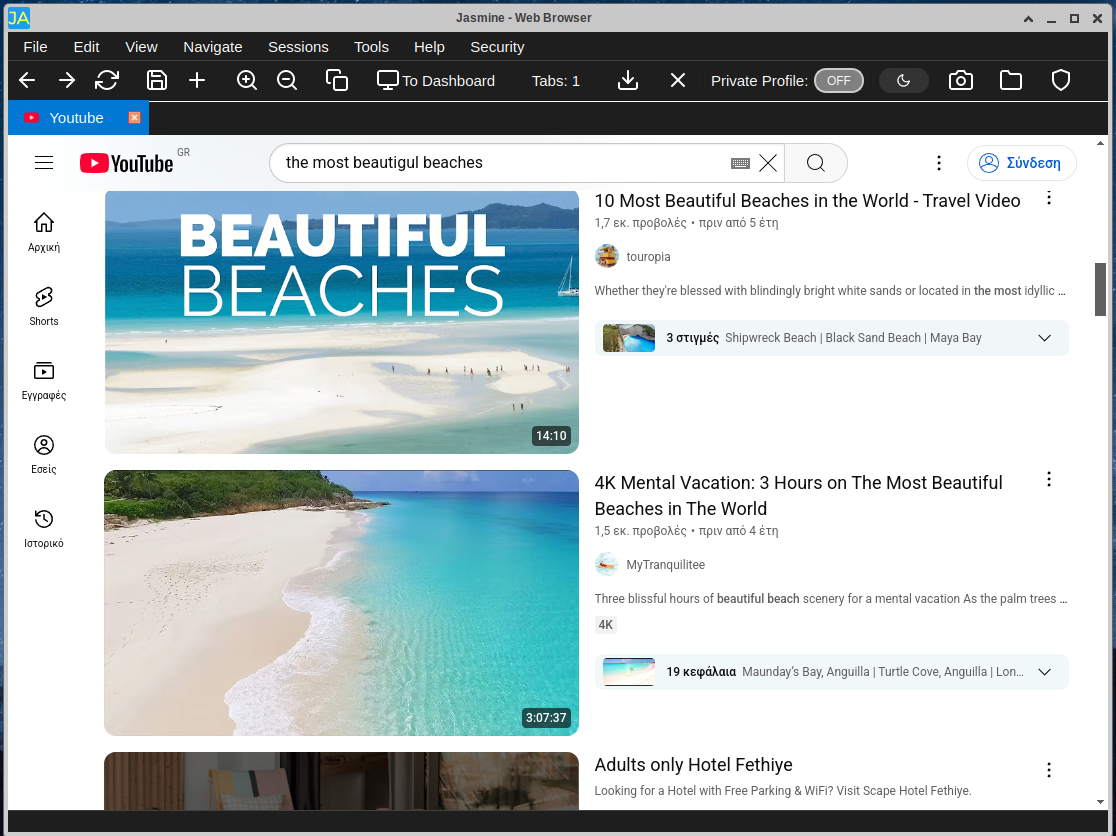 JA
Jasmine - Web Browser
File Edit View Navigate Sessions Tools Help Security
To Dashboard Tabs: 1 Private Profile: OFF
Youtube
YouTube GR
the most beautigul beaches
Σύνδεση
Αρχική
Shorts
Εγγραφές
Εσείς
Ιστορικό
BEAUTIFUL
BEACHES
14:10
10 Most Beautiful Beaches in the World - Travel Video
1,7 εκ. προβολές • πριν από 5 έτη
touropia
Whether they're blessed with blindingly bright white sands or located in the most idyllic ...
3 στιγμές Shipwreck Beach | Black Sand Beach | Maya Bay
3:07:37
4K Mental Vacation: 3 Hours on The Most Beautiful
Beaches in The World
1,5 εκ. προβολές • πριν από 4 έτη
MyTranquilitee
Three blissful hours of beautiful beach scenery for a mental vacation As the palm trees ...
4K
19 κεφάλαια Maunday's Bay, Anguilla | Turtle Cove, Anguilla | Lon...
Adults only Hotel Fethiye
Looking for a Hotel with Free Parking & WiFi? Visit Scape Hotel Fethiye.